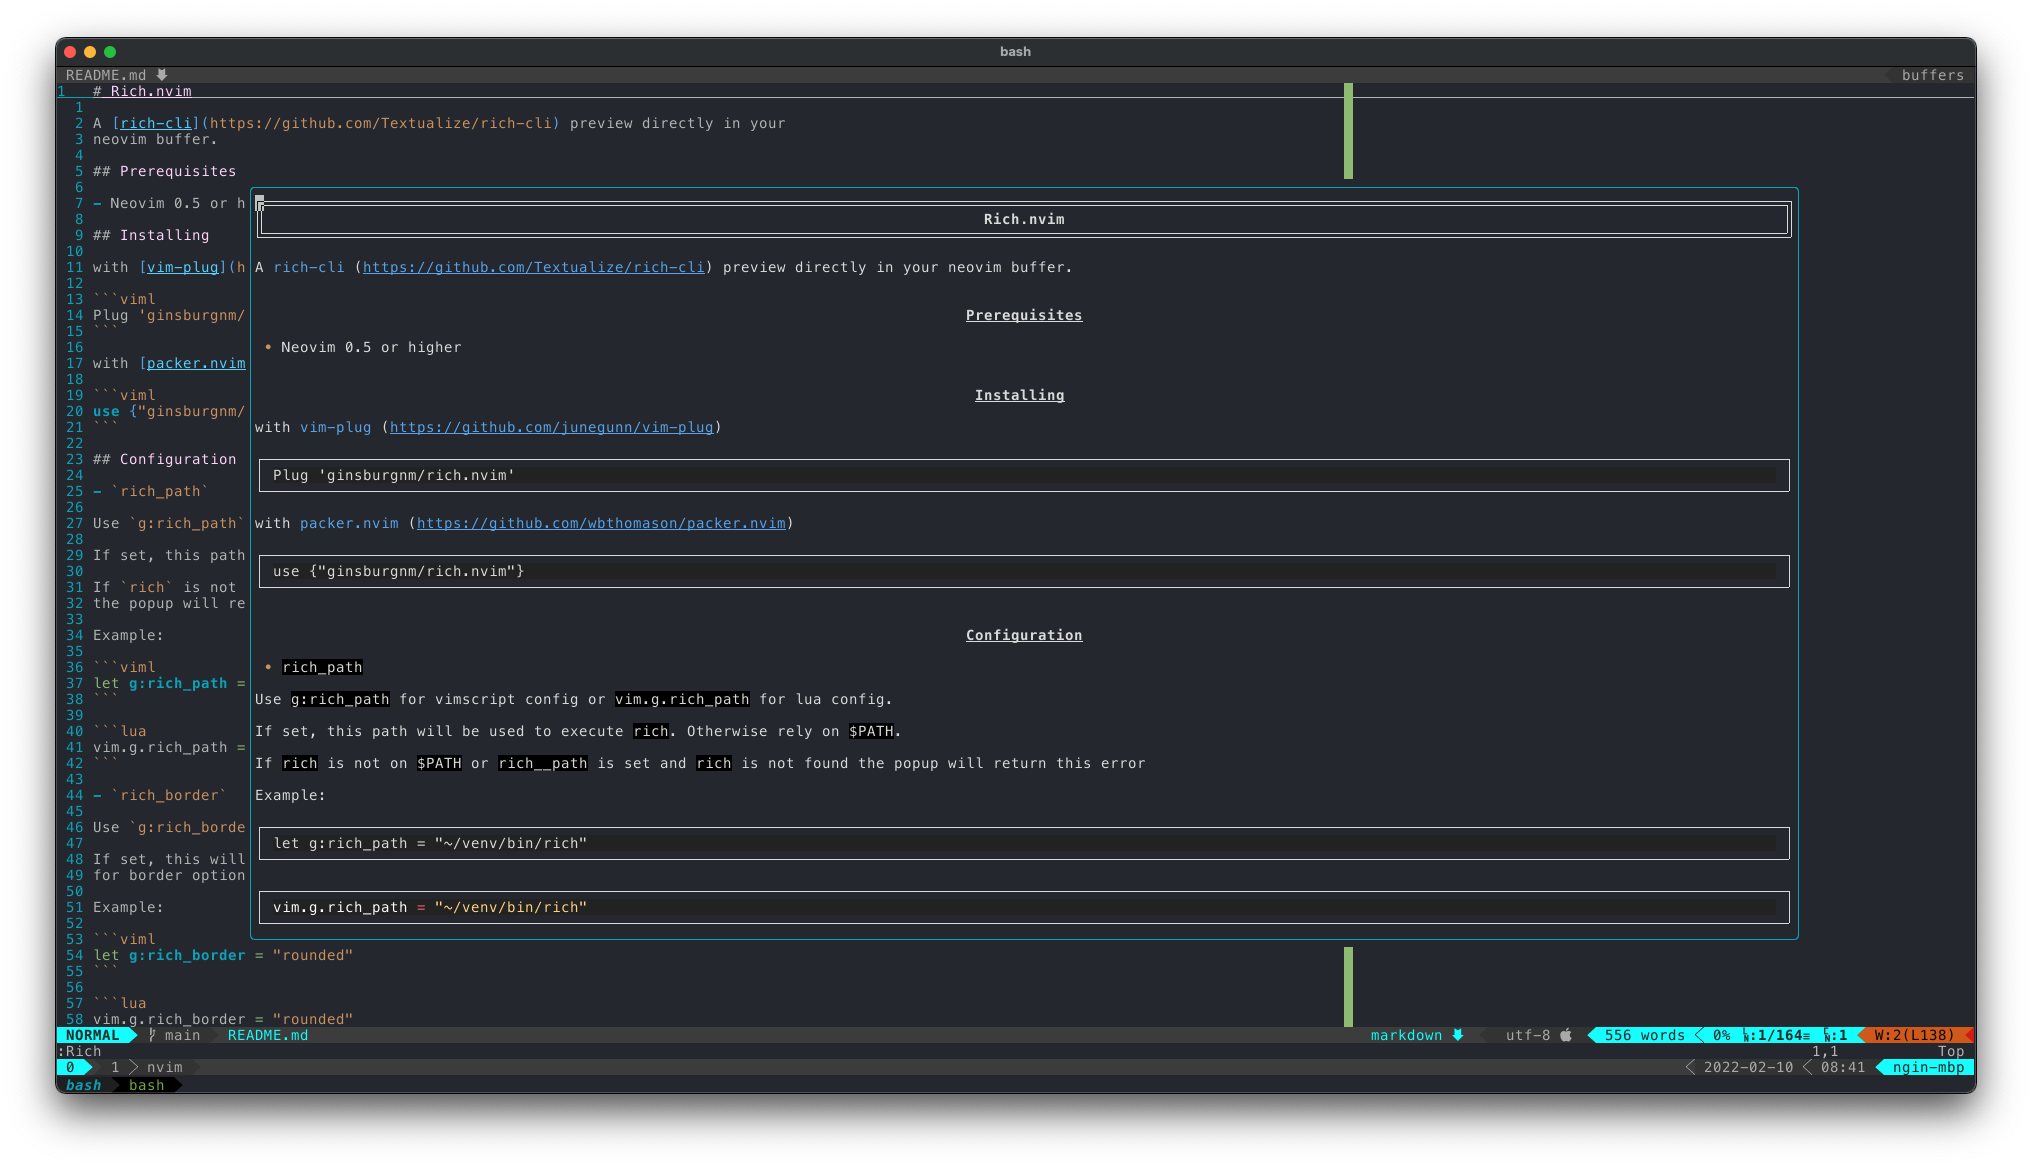 bash
README.md
buffers
1 # Rich.nvim
1
2 A [rich-cli](https://github.com/Textualize/rich-cli) preview directly in your
3 neovim buffer.
4
5 ## Prerequisites
6
7 - Neovim 0.5 or h
8
9 ## Installing
10
11 with [vim-plug](h
12
13 ```viml
14 Plug 'ginsburgnm/
15 ```
16
17 with [packer.nvim
18
19 ```viml
20 use {"ginsburgnm/
21 ```
22
23 ## Configuration
24
25 - `rich_path`
26
27 Use `g:rich_path`
28
29 If set, this path
30
31 If `rich` is not
32 the popup will re
33
34 Example:
35
36 ```viml
37 let g:rich_path =
38 ```
39
40 ```lua
41 vim.g.rich_path =
42 ```
43
44 - `rich_border`
45
46 Use `g:rich_borde
47
48 If set, this will
49 for border option
50
51 Example:
52
53 ```viml
54 let g:rich_border = "rounded"
55 ```
56
57 ```lua
58 vim.g.rich_border = "rounded"
Rich.nvim
A rich-cli (https://github.com/Textualize/rich-cli) preview directly in your neovim buffer.
Prerequisites
• Neovim 0.5 or higher
Installing
with vim-plug (https://github.com/junegunn/vim-plug)
Plug 'ginsburgnm/rich.nvim'
with packer.nvim (https://github.com/wbthomason/packer.nvim)
use {"ginsburgnm/rich.nvim"}
Configuration
• rich_path
Use g:rich_path for vimscript config or vim.g.rich_path for lua config.
If set, this path will be used to execute rich. Otherwise rely on $PATH.
If rich is not on $PATH or rich__path is set and rich is not found the popup will return this error
Example:
let g:rich_path = "~/venv/bin/rich"
vim.g.rich_path = "~/venv/bin/rich"
NORMAL main README.md markdown utf-8 556 words 0% ㏑:1/164≡ ℅:1 W:2(L138)
:Rich
1,1 Top
0 1 nvim 2022-02-10 08:41 ngin-mbp
bash bash